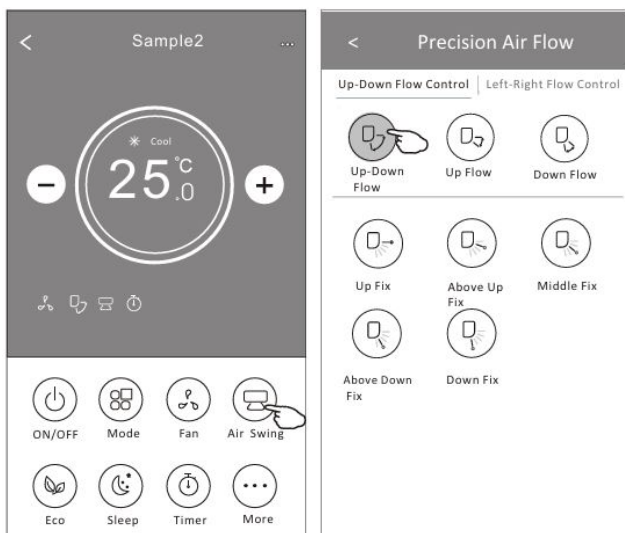 < Sample2 ...
Cool
25.0 °C
− +
ON/OFF Mode Fan Air Swing
Eco Sleep Timer More
< Precision Air Flow
Up-Down Flow Control | Left-Right Flow Control
Up-Down
Flow
Up Flow
Down Flow
Up Fix
Above Up
Fix
Middle Fix
Above Down
Fix
Down Fix